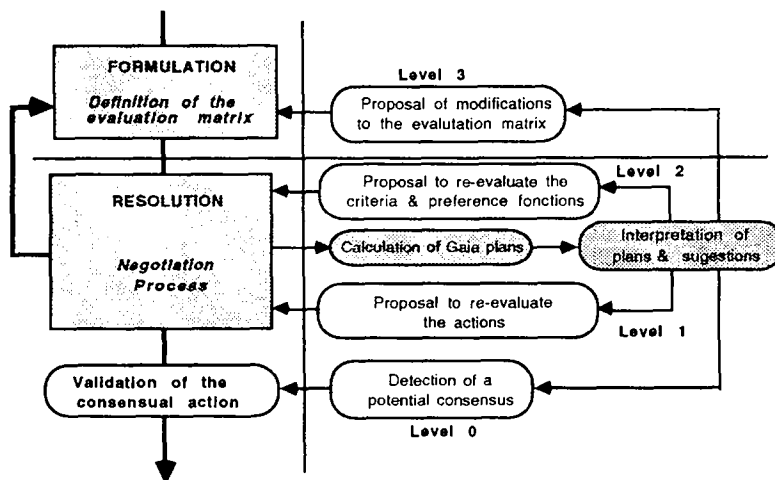 FORMULATION
Definition of the
evaluation matrix
Level 3
Proposal of modifications
to the evalutation matrix
RESOLUTION
Negotiation
Process
Proposal to re-evaluate the
criteria & preference fonctions
Level 2
Calculation of Gaia plans
Interpretation of
plans & sugestions
Proposal to re-evaluate
the actions
Level 1
Validation of the
consensual action
Detection of a
potential consensus
Level 0